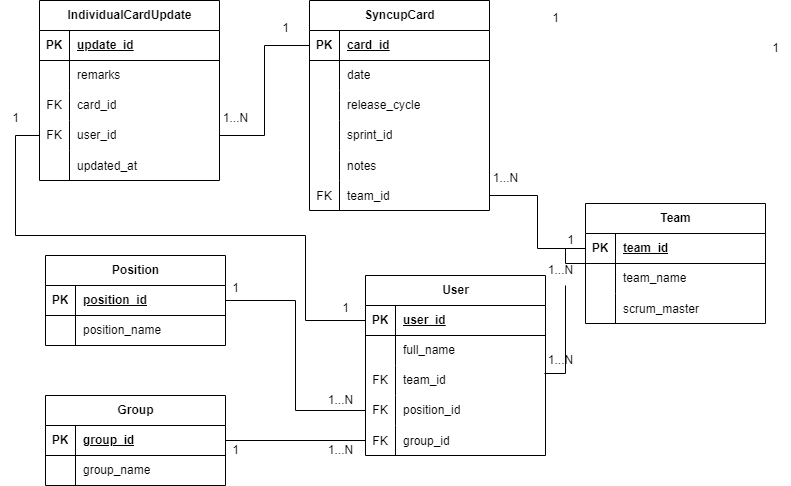 IndividualCardUpdate
PK update_id
remarks
FK card_id
FK user_id
updated_at
1
1...N
1
SyncupCard
PK card_id
date
release_cycle
sprint_id
notes
FK team_id
1
1
1...N
Team
PK team_id
team_name
scrum_master
1
1...N
Position
PK position_id
position_name
1
User
PK user_id
full_name
FK team_id
FK position_id
FK group_id
1
1...N
1...N
Group
PK group_id
group_name
1
1...N